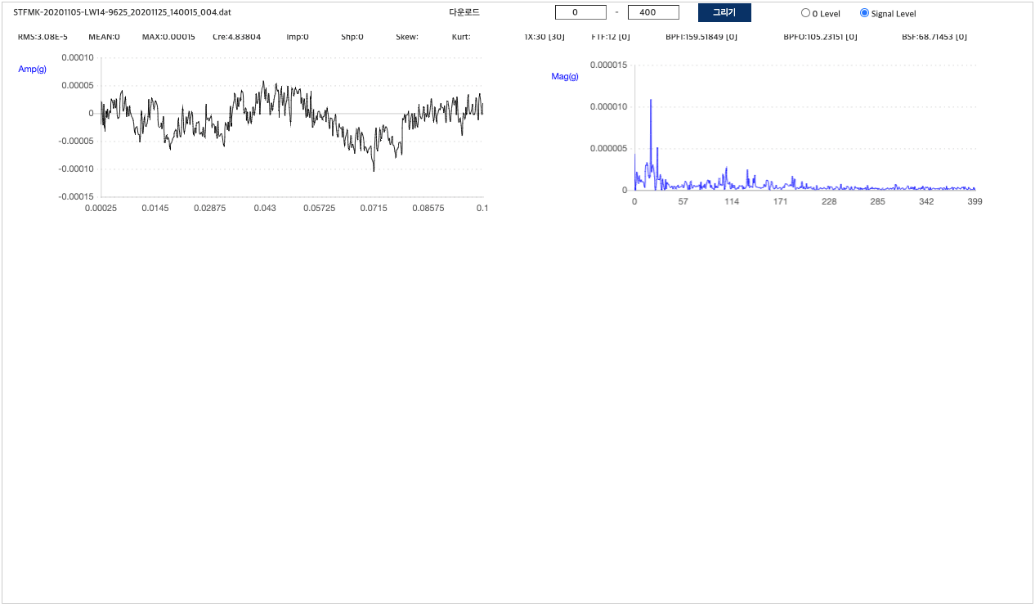 STFMK-20201105-LW14-9625_20201125_140015_004.dat 다운로드 0 - 400 그리기 0 Level Signal Level
RMS:3.08E-5 MEAN:0 MAX:0.00015 Cre:4.83804 Imp:0 Shp:0 Skew: Kurt: 1X:30 [30] FTF:12 [0] BPFI:159.51849 [0] BPFO:105.23151 [0] BSF:68.71453 [0]
Amp(g)
0.00010
0.00005
0
-0.00005
-0.00010
-0.00015
0.00025 0.0145 0.02875 0.043 0.05725 0.0715 0.08575 0.1
Mag(g)
0.000015
0.000010
0.000005
0
0 57 114 171 228 285 342 399